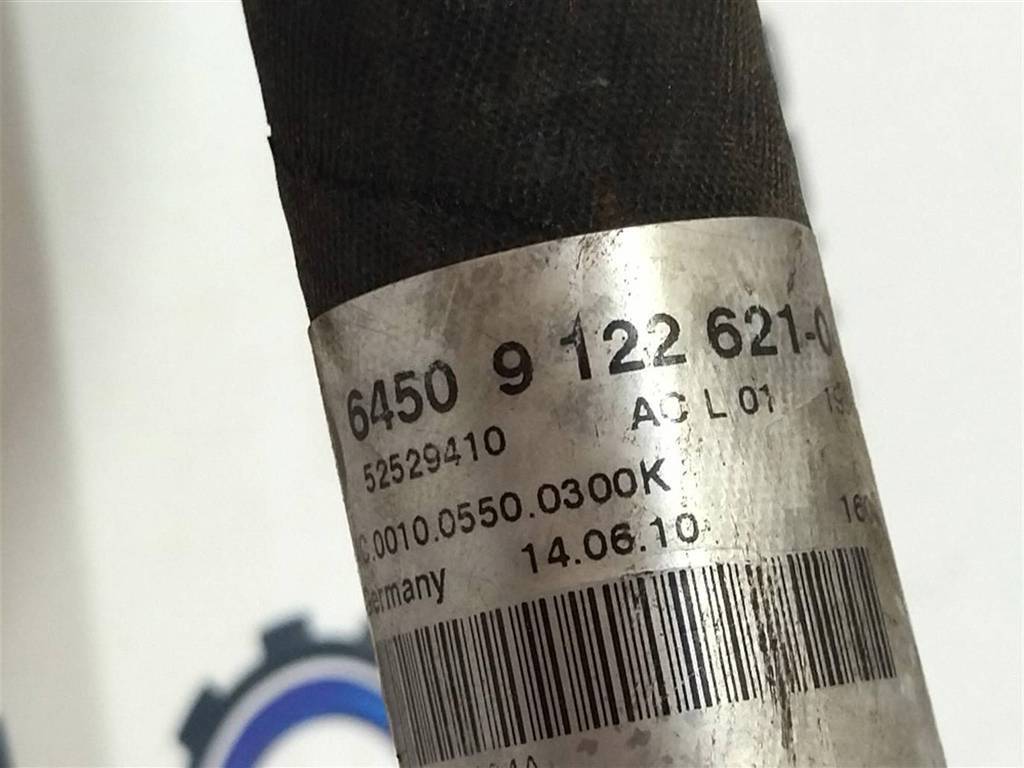 6450 9 122 621-0
52529410 AC L 01
C.0010.0550.0300K
Germany 14.06.10